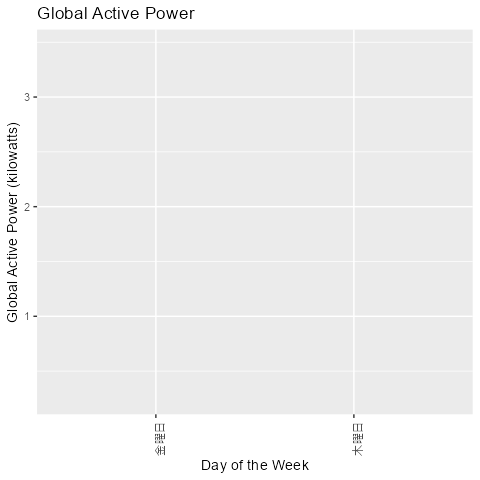 Global Active Power
Global Active Power (kilowatts)
3
2
1
金曜日
木曜日
Day of the Week